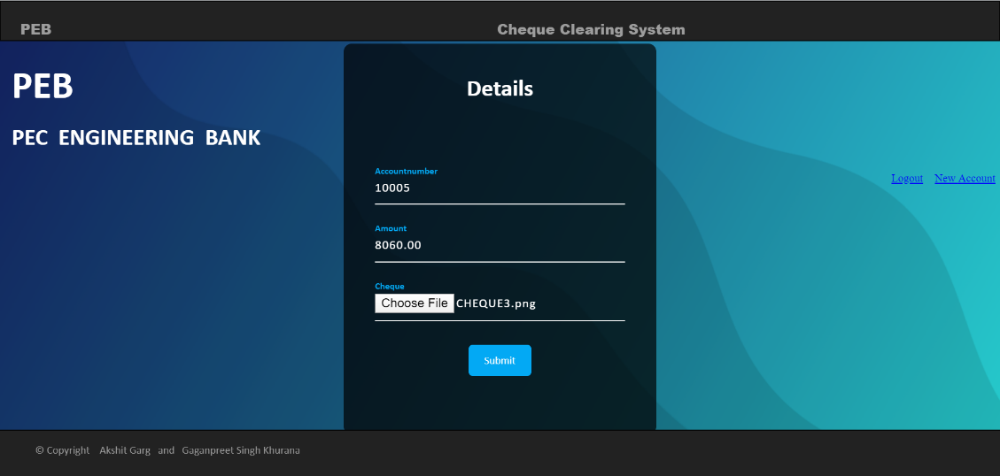 PEB Cheque Clearing System
PEB
PEC ENGINEERING BANK
Details
Accountnumber
10005
Logout New Account
Amount
8060.00
Cheque
Choose File CHEQUE3.png
Submit
© Copyright Akshit Garg and Gaganpreet Singh Khurana